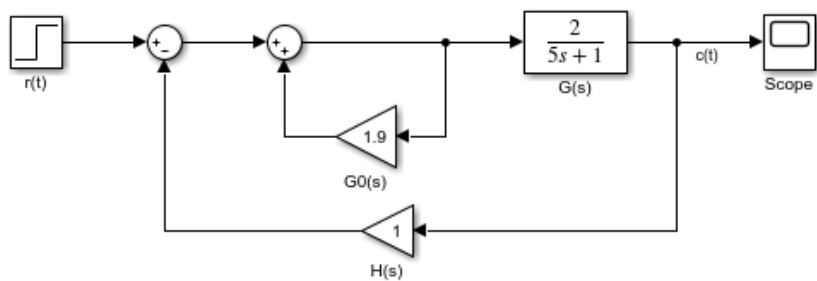 r(t)
+
−
+
+
2
5s + 1
G(s)
c(t)
Scope
1.9
G0(s)
1
H(s)